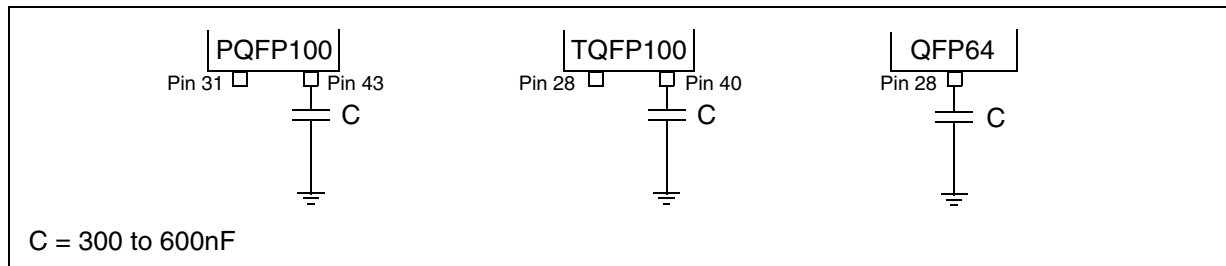 PQFP100
Pin 31
Pin 43
C
TQFP100
Pin 28
Pin 40
C
QFP64
Pin 28
C
C = 300 to 600nF